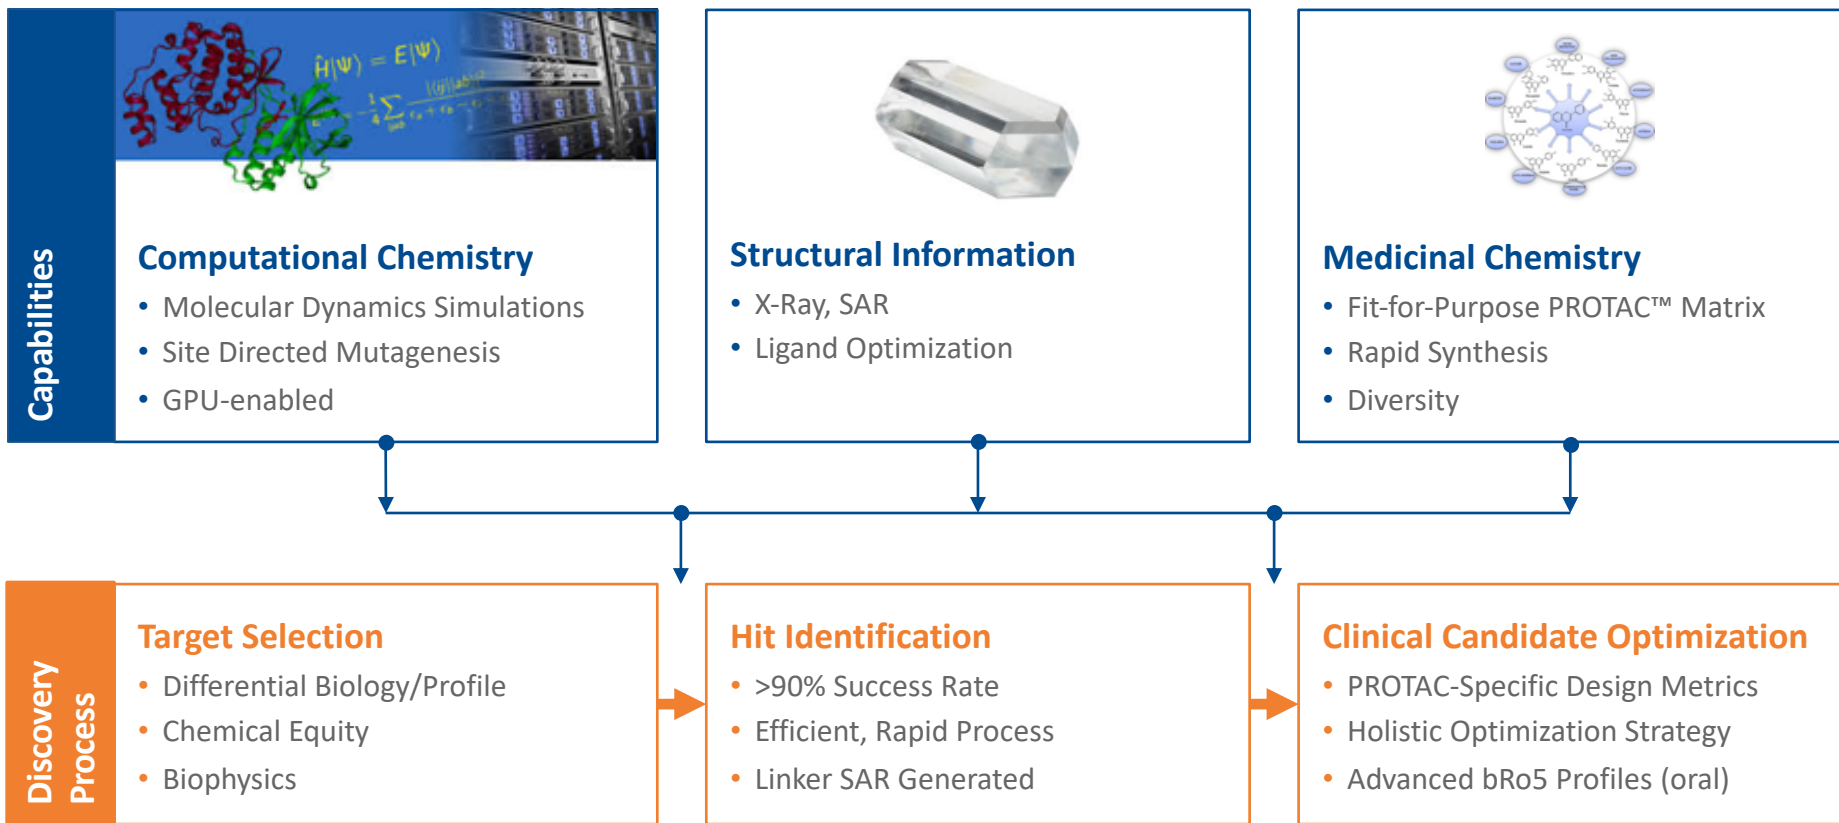 Capabilities
Ĥ|Ψ⟩ = E|Ψ⟩
Computational Chemistry
• Molecular Dynamics Simulations
• Site Directed Mutagenesis
• GPU-enabled
Structural Information
• X-Ray, SAR
• Ligand Optimization
Medicinal Chemistry
• Fit-for-Purpose PROTAC™ Matrix
• Rapid Synthesis
• Diversity
Discovery
Process
Target Selection
• Differential Biology/Profile
• Chemical Equity
• Biophysics
Hit Identification
• >90% Success Rate
• Efficient, Rapid Process
• Linker SAR Generated
Clinical Candidate Optimization
• PROTAC-Specific Design Metrics
• Holistic Optimization Strategy
• Advanced bRo5 Profiles (oral)